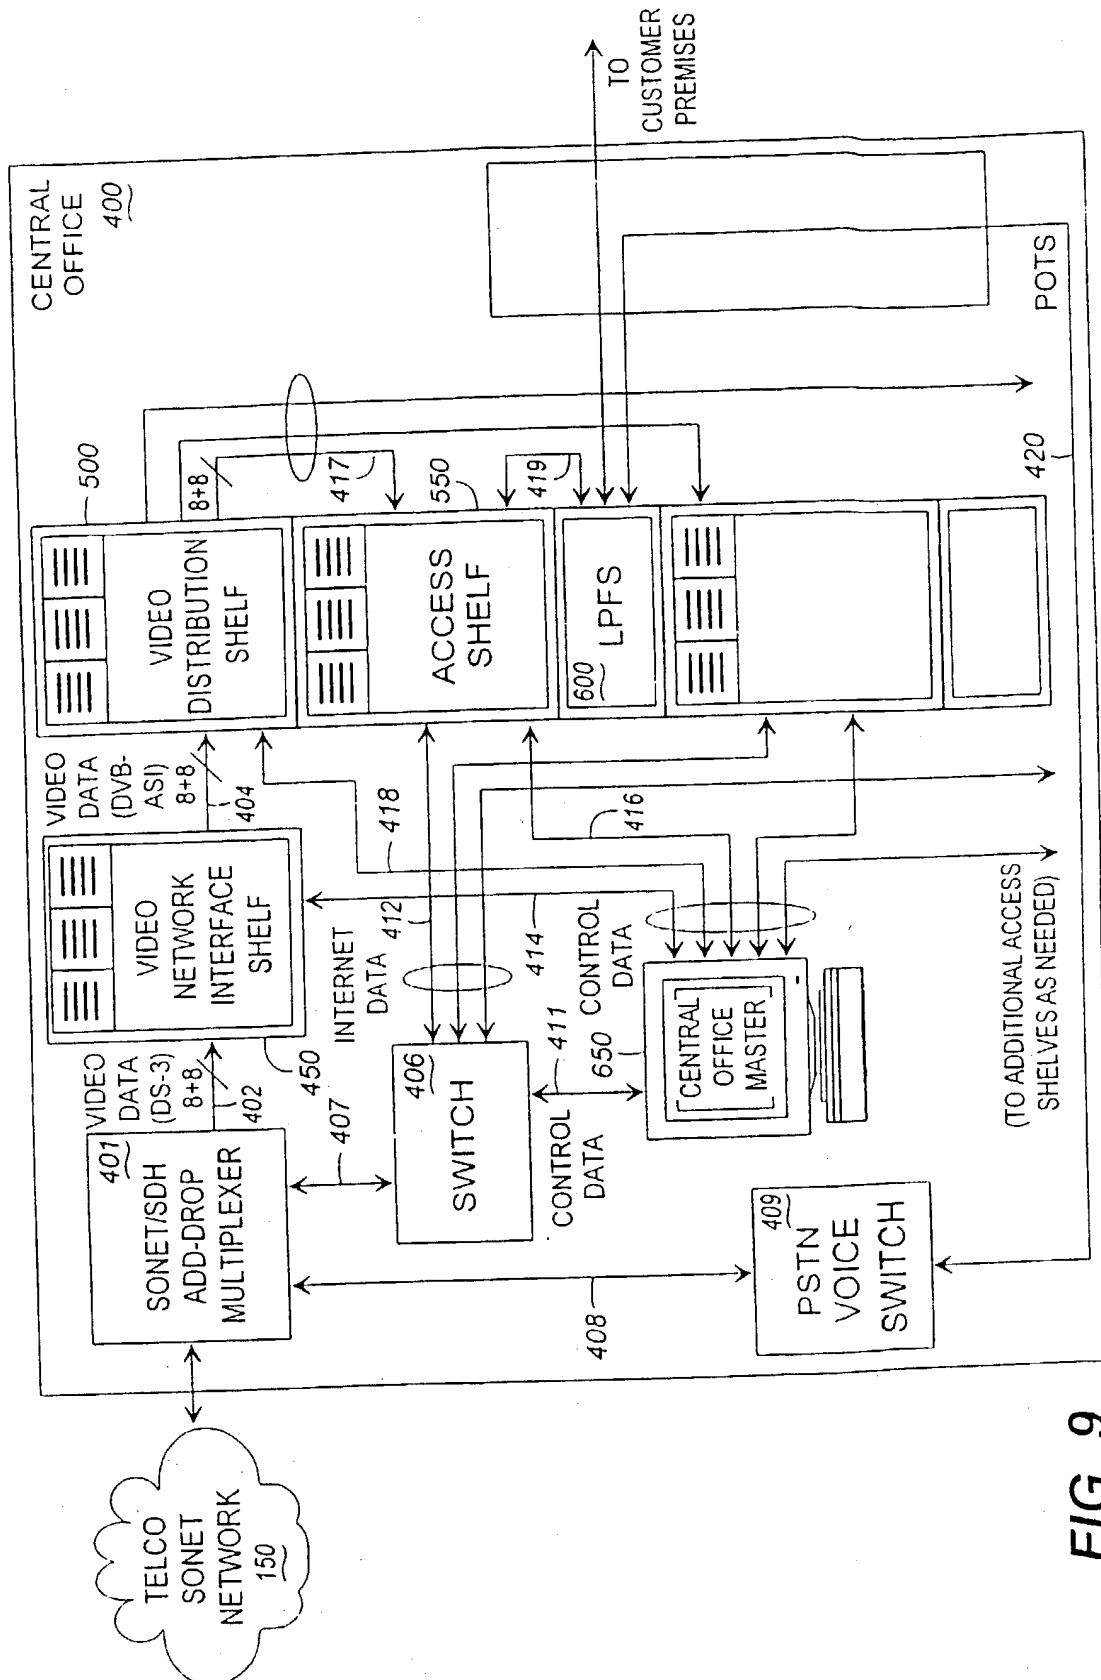 CENTRAL
OFFICE
400
TO
CUSTOMER
PREMISES
TELCO
SONET
NETWORK
150
401
SONET/SDH
ADD-DROP
MULTIPLEXER
VIDEO
DATA
(DS-3)
8+8
402
VIDEO
NETWORK
INTERFACE
SHELF
450
VIDEO
DATA
(DVB-
ASI)
8+8
404
VIDEO
DISTRIBUTION
SHELF
500
8+8
417
407
406
SWITCH
INTERNET
DATA
412
418
414
416
ACCESS
SHELF
550
419
600
LPFS
CONTROL
DATA
411
650
CONTROL
DATA
CENTRAL
OFFICE
MASTER
408
409
PSTN
VOICE
SWITCH
(TO ADDITIONAL ACCESS
SHELVES AS NEEDED)
POTS
420
FIG. 9